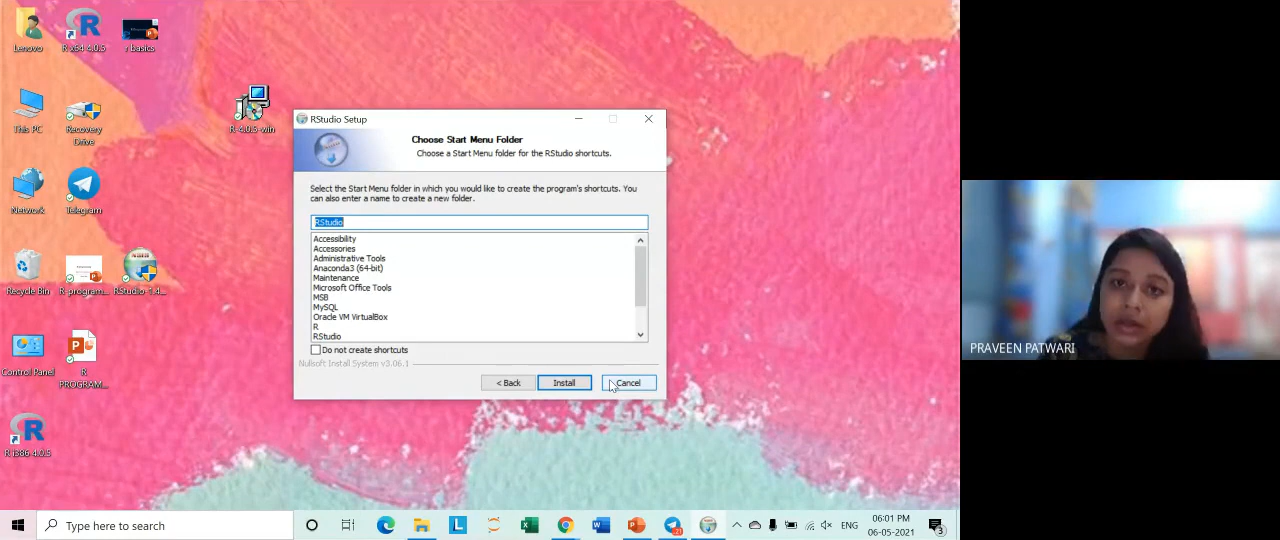 Lenovo
R x64 4.0.5
r basics
This PC
Recovery
Drive
R-4.0.5-win
Network
Telegram
Recycle Bin
R-program...
RStudio-1.4...
Control Panel
R
PROGRAM...
R i386 4.0.5
RStudio Setup
Choose Start Menu Folder
Choose a Start Menu folder for the RStudio shortcuts.
Select the Start Menu folder in which you would like to create the program's shortcuts. You
can also enter a name to create a new folder.
RStudio
Accessibility
Accessories
Administrative Tools
Anaconda3 (64-bit)
Maintenance
Microsoft Office Tools
MSB
MySQL
Oracle VM VirtualBox
R
RStudio
Do not create shortcuts
Nullsoft Install System v3.06.1
< Back
Install
Cancel
PRAVEEN PATWARI
Type here to search
ENG
06:01 PM
06-05-2021
3